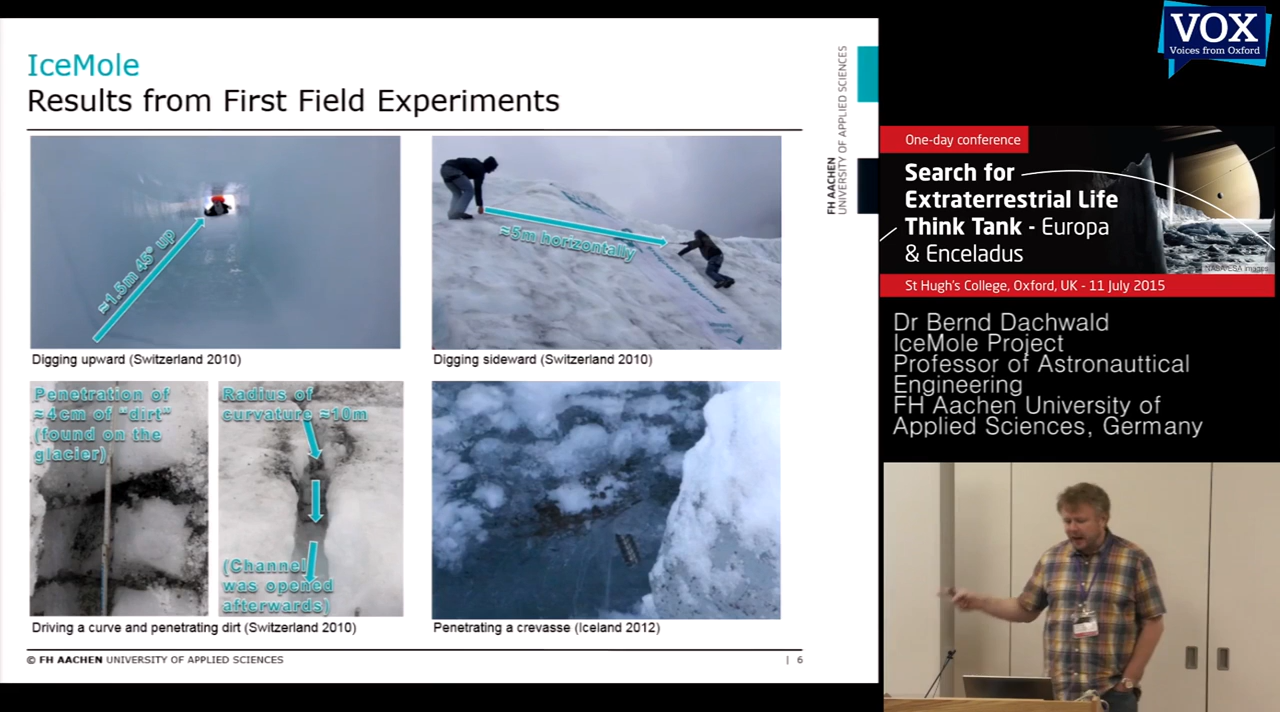 IceMole
Results from First Field Experiments
≈1.5m 45° up
≈5m horizontally
Digging upward (Switzerland 2010)
Digging sideward (Switzerland 2010)
Penetration of
≈4cm of "dirt"
(found on the
glacier)
Radius of
curvature ≈10m
(Channel
was opened
afterwards)
Driving a curve and penetrating dirt (Switzerland 2010)
Penetrating a crevasse (Iceland 2012)
© FH AACHEN UNIVERSITY OF APPLIED SCIENCES
| 6
FH AACHEN
UNIVERSITY OF APPLIED SCIENCES
VOX
Voices from Oxford
One-day conference
Search for
Extraterrestrial Life
Think Tank - Europa
& Enceladus
NASA/ESA images
St Hugh's College, Oxford, UK - 11 July 2015
Dr Bernd Dachwald
IceMole Project
Professor of Astronauttical
Engineering
FH Aachen University of
Applied Sciences, Germany